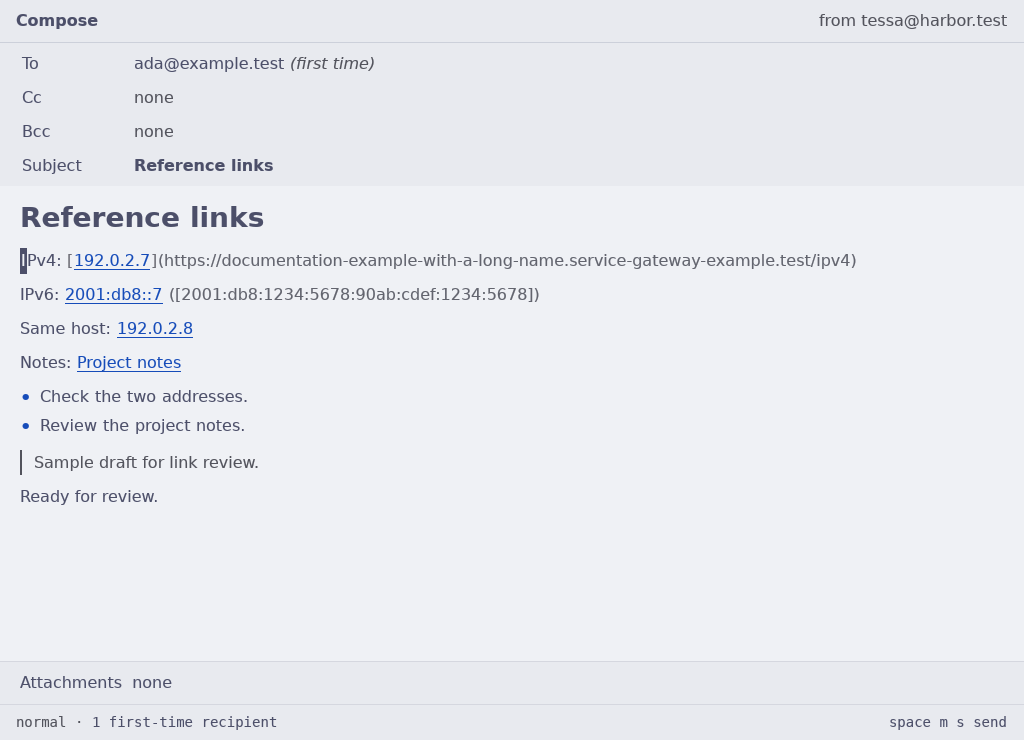 Compose
from tessa@harbor.test
To ada@example.test (first time)
Cc none
Bcc none
Subject Reference links
Reference links
IPv4: [192.0.2.7](https://documentation-example-with-a-long-name.service-gateway-example.test/ipv4)
IPv6: 2001:db8::7 ([2001:db8:1234:5678:90ab:cdef:1234:5678])
Same host: 192.0.2.8
Notes: Project notes
• Check the two addresses.
• Review the project notes.
Sample draft for link review.
Ready for review.
Attachments none
normal · 1 first-time recipient
space m s send